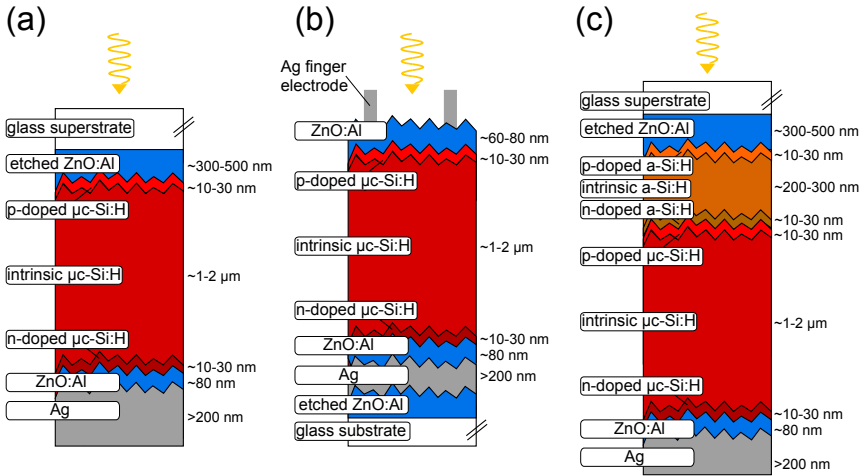 (a)
glass superstrate
etched ZnO:Al
~300-500 nm
~10-30 nm
p-doped µc-Si:H
intrinsic µc-Si:H
~1-2 µm
n-doped µc-Si:H
~10-30 nm
ZnO:Al
~80 nm
Ag
>200 nm
(b)
Ag finger
electrode
ZnO:Al
~60-80 nm
~10-30 nm
p-doped µc-Si:H
intrinsic µc-Si:H
~1-2 µm
n-doped µc-Si:H
~10-30 nm
ZnO:Al
~80 nm
Ag
>200 nm
etched ZnO:Al
glass substrate
(c)
glass superstrate
etched ZnO:Al
~300-500 nm
~10-30 nm
p-doped a-Si:H
intrinsic a-Si:H
~200-300 nm
n-doped a-Si:H
~10-30 nm
~10-30 nm
p-doped µc-Si:H
intrinsic µc-Si:H
~1-2 µm
n-doped µc-Si:H
~10-30 nm
ZnO:Al
~80 nm
Ag
>200 nm